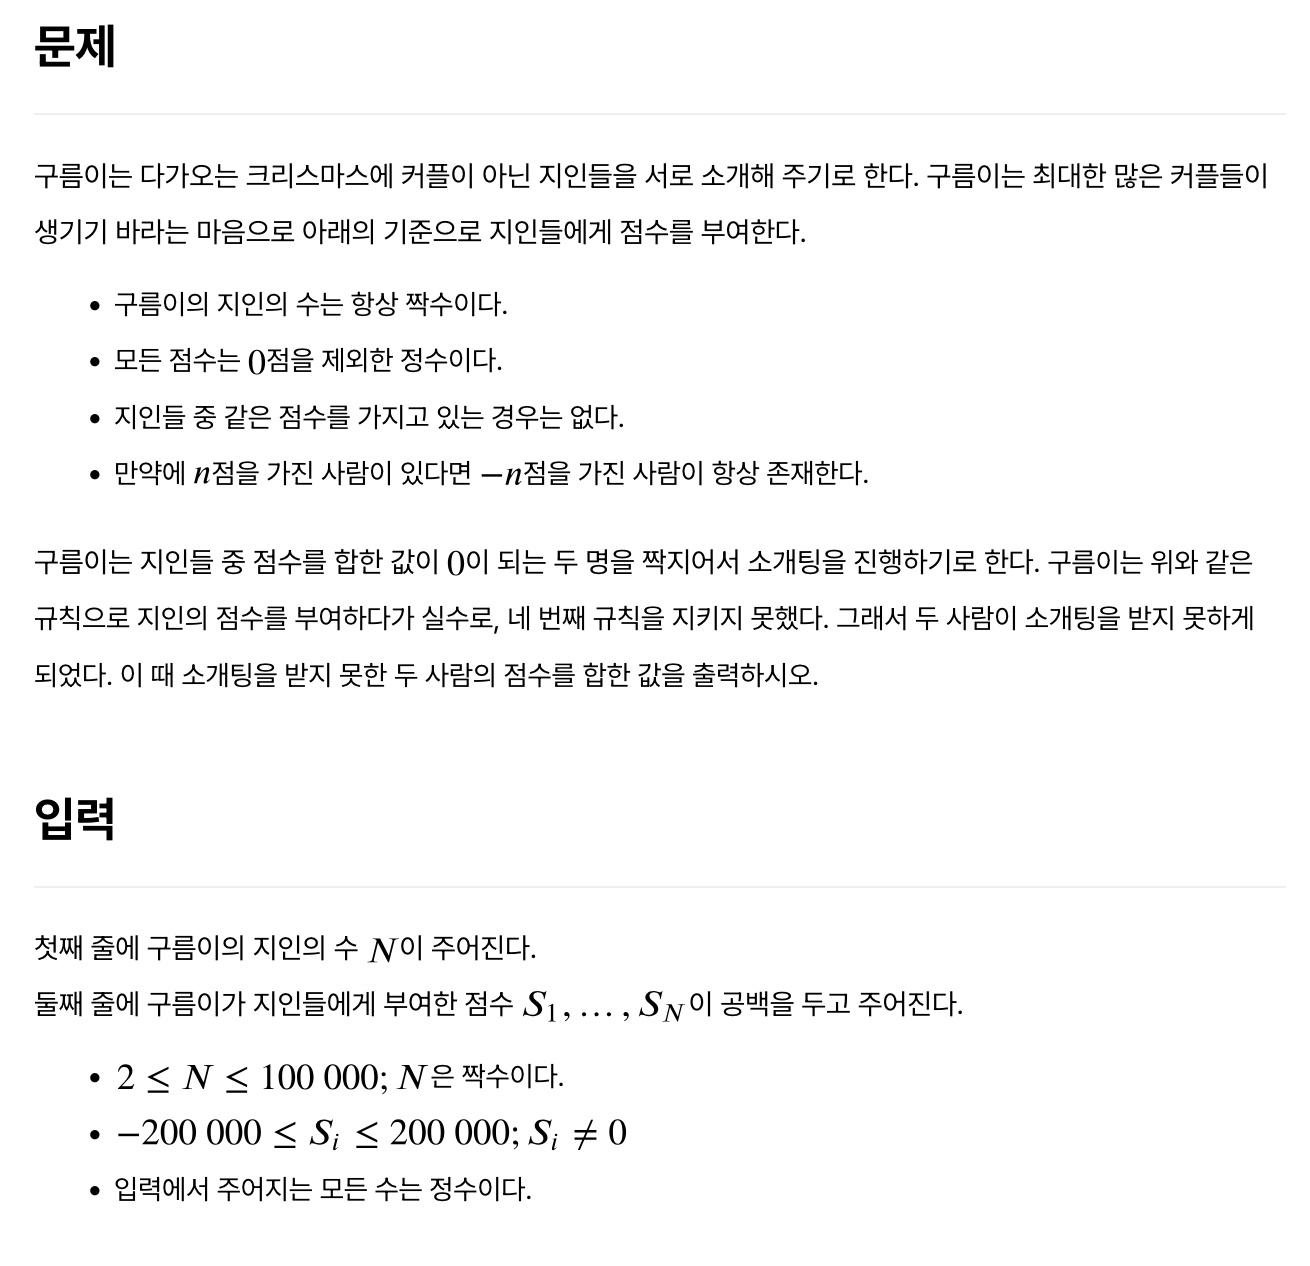 문제
구름이는 다가오는 크리스마스에 커플이 아닌 지인들을 서로 소개해 주기로 한다. 구름이는 최대한 많은 커플들이
생기기 바라는 마음으로 아래의 기준으로 지인들에게 점수를 부여한다.
• 구름이의 지인의 수는 항상 짝수이다.
• 모든 점수는 0점을 제외한 정수이다.
• 지인들 중 같은 점수를 가지고 있는 경우는 없다.
• 만약에 n점을 가진 사람이 있다면 −n점을 가진 사람이 항상 존재한다.
구름이는 지인들 중 점수를 합한 값이 0이 되는 두 명을 짝지어서 소개팅을 진행하기로 한다. 구름이는 위와 같은
규칙으로 지인의 점수를 부여하다가 실수로, 네 번째 규칙을 지키지 못했다. 그래서 두 사람이 소개팅을 받지 못하게
되었다. 이 때 소개팅을 받지 못한 두 사람의 점수를 합한 값을 출력하시오.
입력
첫째 줄에 구름이의 지인의 수 N이 주어진다.
둘째 줄에 구름이가 지인들에게 부여한 점수 S₁, … , S_N이 공백을 두고 주어진다.
• 2 ≤ N ≤ 100 000; N은 짝수이다.
• −200 000 ≤ S_i ≤ 200 000; S_i ≠ 0
• 입력에서 주어지는 모든 수는 정수이다.